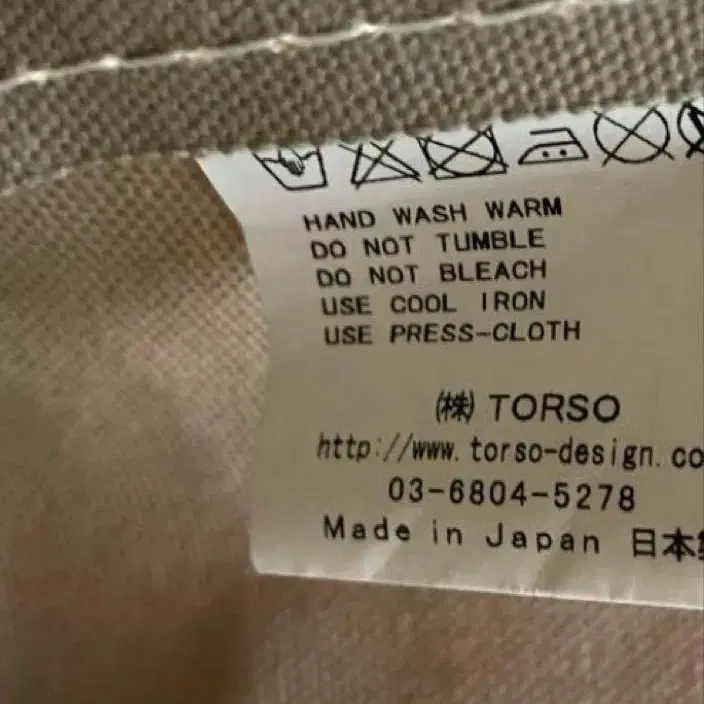 HAND WASH WARM
DO NOT TUMBLE
DO NOT BLEACH
USE COOL IRON
USE PRESS-CLOTH
㈱ TORSO
http://www.torso-design.co
03-6804-5278
Made in Japan 日本製